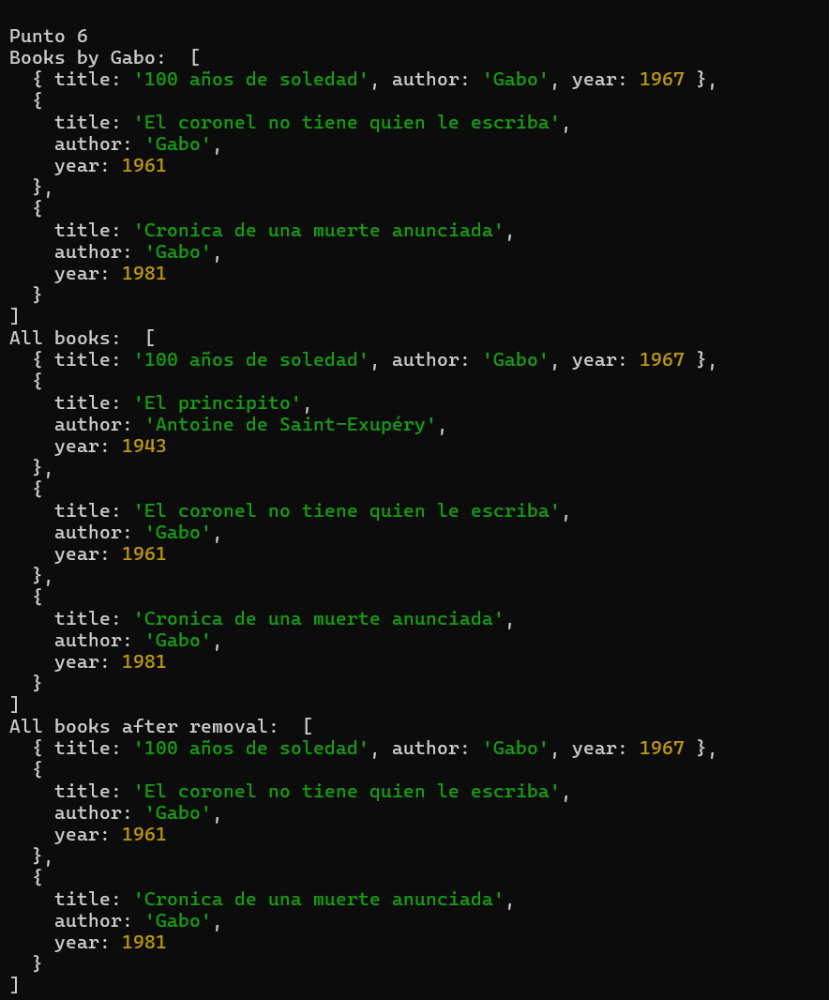 Punto 6
Books by Gabo:  [
  { title: '100 años de soledad', author: 'Gabo', year: 1967 },
  {
    title: 'El coronel no tiene quien le escriba',
    author: 'Gabo',
    year: 1961
  },
  {
    title: 'Cronica de una muerte anunciada',
    author: 'Gabo',
    year: 1981
  }
]
All books:  [
  { title: '100 años de soledad', author: 'Gabo', year: 1967 },
  {
    title: 'El principito',
    author: 'Antoine de Saint-Exupéry',
    year: 1943
  },
  {
    title: 'El coronel no tiene quien le escriba',
    author: 'Gabo',
    year: 1961
  },
  {
    title: 'Cronica de una muerte anunciada',
    author: 'Gabo',
    year: 1981
  }
]
All books after removal:  [
  { title: '100 años de soledad', author: 'Gabo', year: 1967 },
  {
    title: 'El coronel no tiene quien le escriba',
    author: 'Gabo',
    year: 1961
  },
  {
    title: 'Cronica de una muerte anunciada',
    author: 'Gabo',
    year: 1981
  }
]